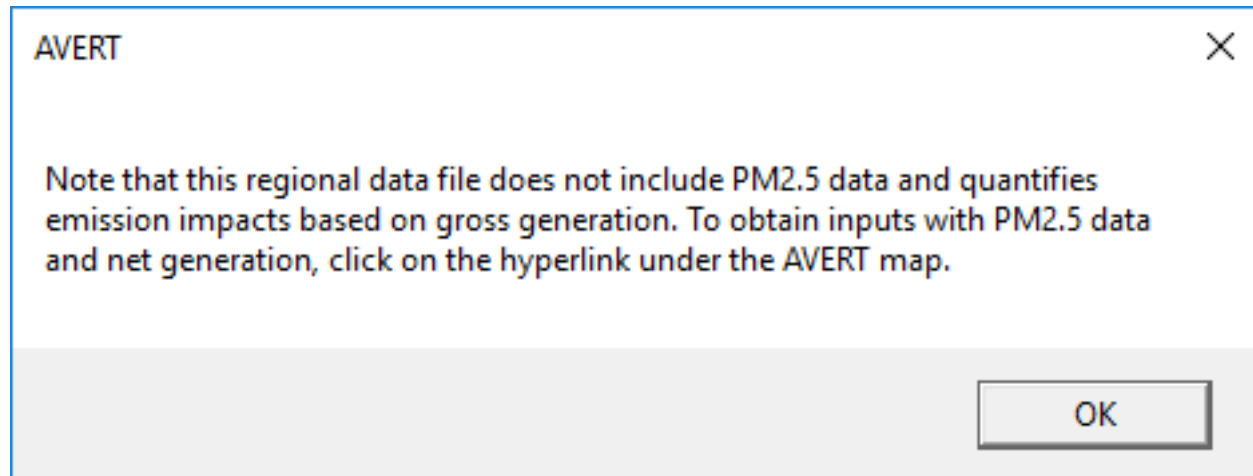 AVERT
Note that this regional data file does not include PM2.5 data and quantifies
emission impacts based on gross generation. To obtain inputs with PM2.5 data
and net generation, click on the hyperlink under the AVERT map.
OK